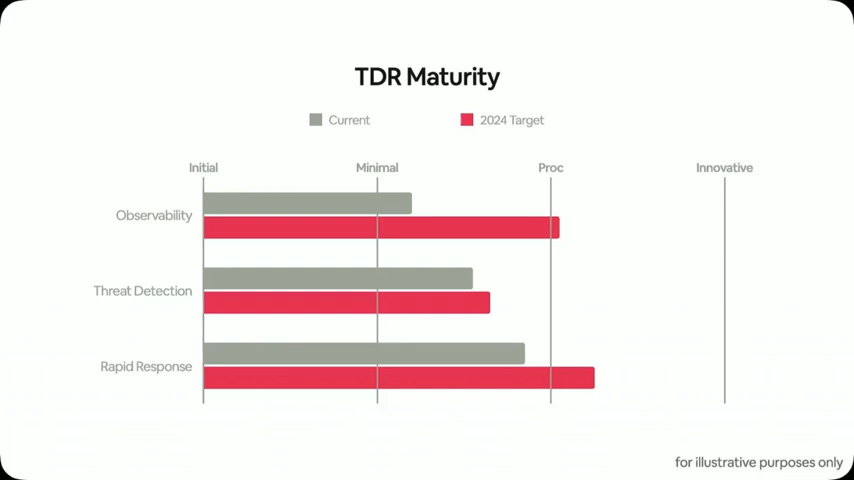 TDR Maturity
Current 2024 Target
Initial Minimal Proc Innovative
Observability
Threat Detection
Rapid Response
for illustrative purposes only